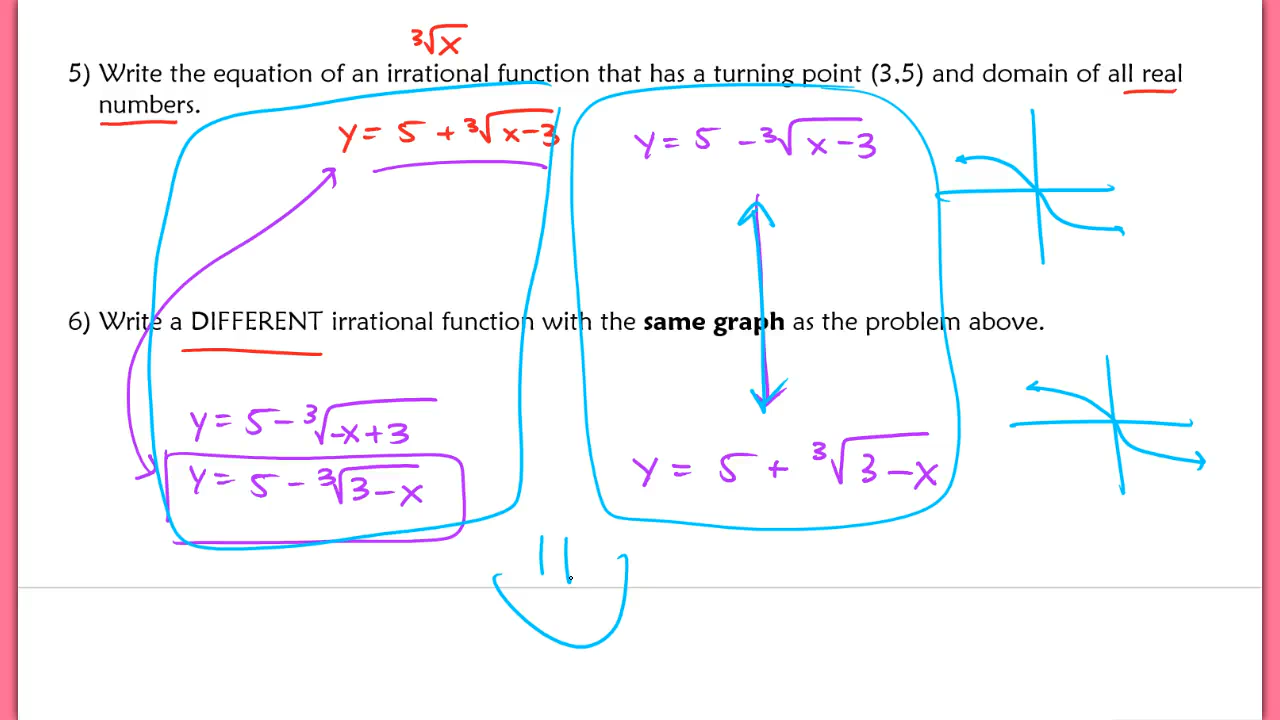 ∛x
5) Write the equation of an irrational function that has a turning point (3,5) and domain of all real
numbers.
y = 5 + ∛(x-3)
y = 5 - ∛(x-3)
6) Write a DIFFERENT irrational function with the same graph as the problem above.
y = 5 - ∛(-x+3)
y = 5 - ∛(3-x)
y = 5 + ∛(3-x)